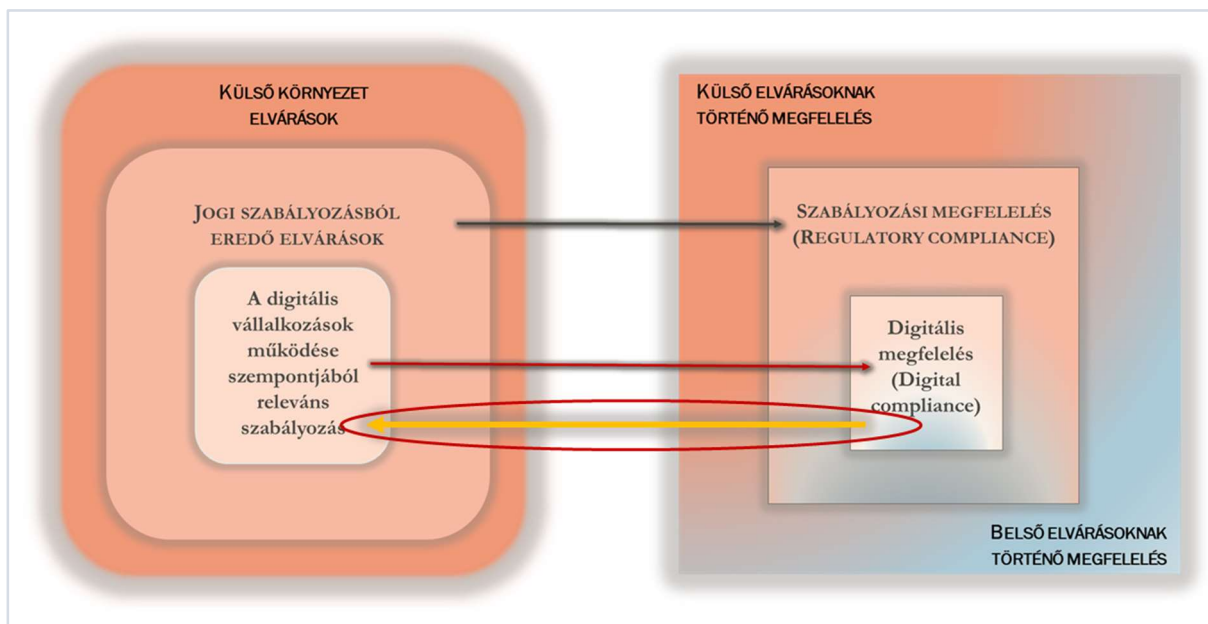 KÜLSŐ KÖRNYEZET
ELVÁRÁSOK
JOGI SZABÁLYOZÁSBÓL
EREDŐ ELVÁRÁSOK
A digitális
vállalkozások
működése
szempontjából
releváns
szabályozás
KÜLSŐ ELVÁRÁSOKNAK
TÖRTÉNŐ MEGFELELÉS
SZABÁLYOZÁSI MEGFELELÉS
(REGULATORY COMPLIANCE)
Digitális
megfelelés
(Digital
compliance)
BELSŐ ELVÁRÁSOKNAK
TÖRTÉNŐ MEGFELELÉS